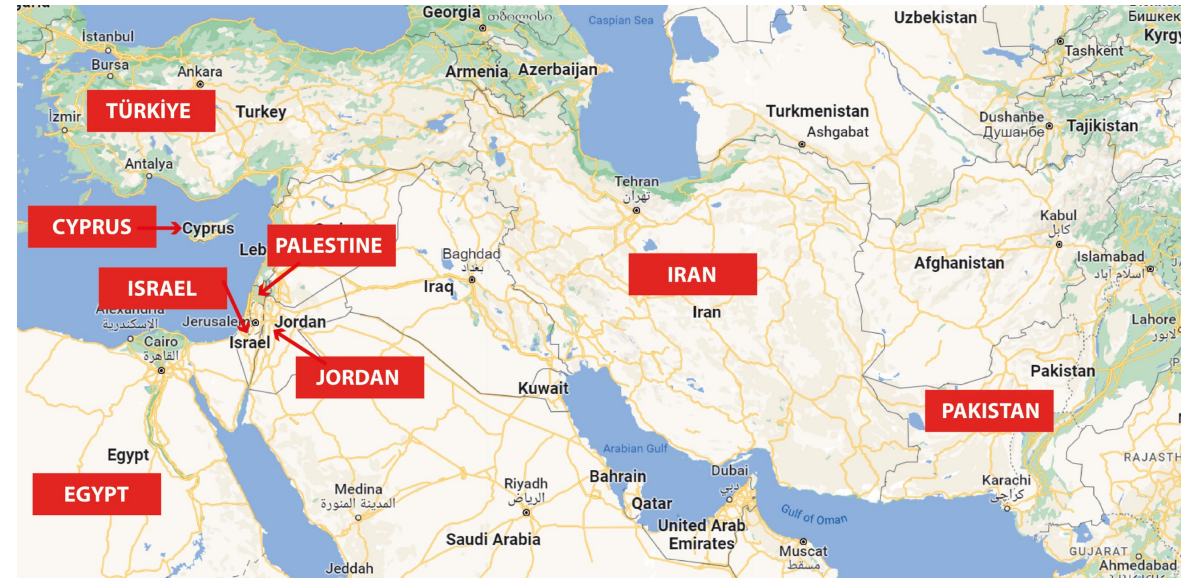 Georgia საქართველო
Caspian Sea
Uzbekistan
Бишкек
Kyrgy
İstanbul
Bursa
Ankara
Armenia
Azerbaijan
Tashkent
TÜRKİYE
Turkey
İzmir
Turkmenistan
Ashgabat
Dushanbe
Душанбе
Tajikistan
Antalya
Tehran
تهران
CYPRUS
Cyprus
Leb
PALESTINE
Baghdad
بغداد
Kabul
کابل
Islamabad
اسلام آباد
Afghanistan
IRAN
ISRAEL
Iraq
Iran
الإسكندرية
Jerusalem
Jordan
Israel
Lahore
لاہور
Cairo
القاهرة
JORDAN
Kuwait
Pakistan
PAKISTAN
Egypt
EGYPT
Arabian Gulf
RAJASTH
Medina
المدينة المنورة
Riyadh
الرياض
Bahrain
Dubai
دبي
Karachi
کراچی
Qatar
Gulf of Oman
United Arab
Emirates
Saudi Arabia
Muscat
مسقط
GUJARAT
Ahmedabad
Jeddah